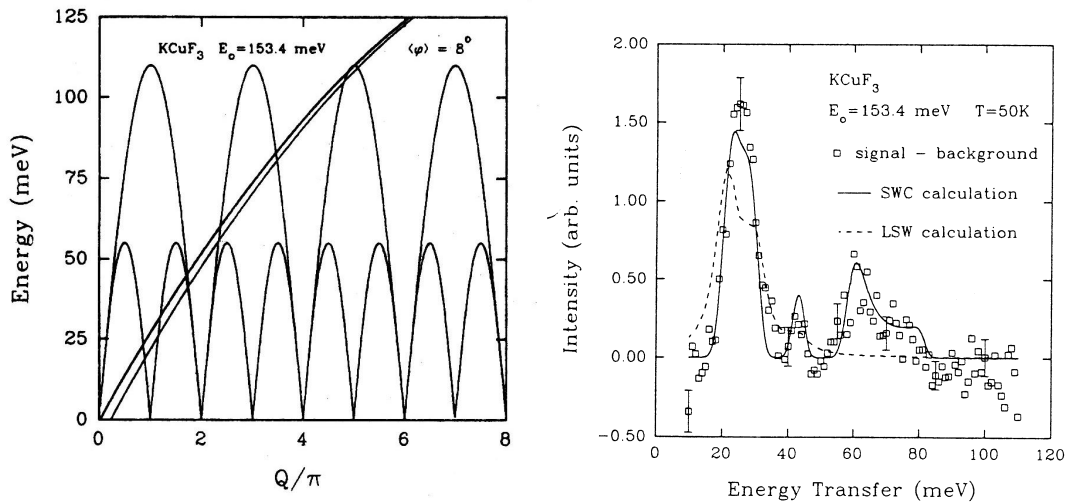 125
100
75
50
25
0
Energy (meV)
KCuF3 Eo=153.4 meV ⟨φ⟩ = 8°
0 2 4 6 8
Q/π
2.00
1.50
1.00
0.50
0.00
−0.50
Intensity (arb. units)
KCuF3
Eo=153.4 meV T=50K
signal − background
SWC calculation
LSW calculation
0 20 40 60 80 100 120
Energy Transfer (meV)